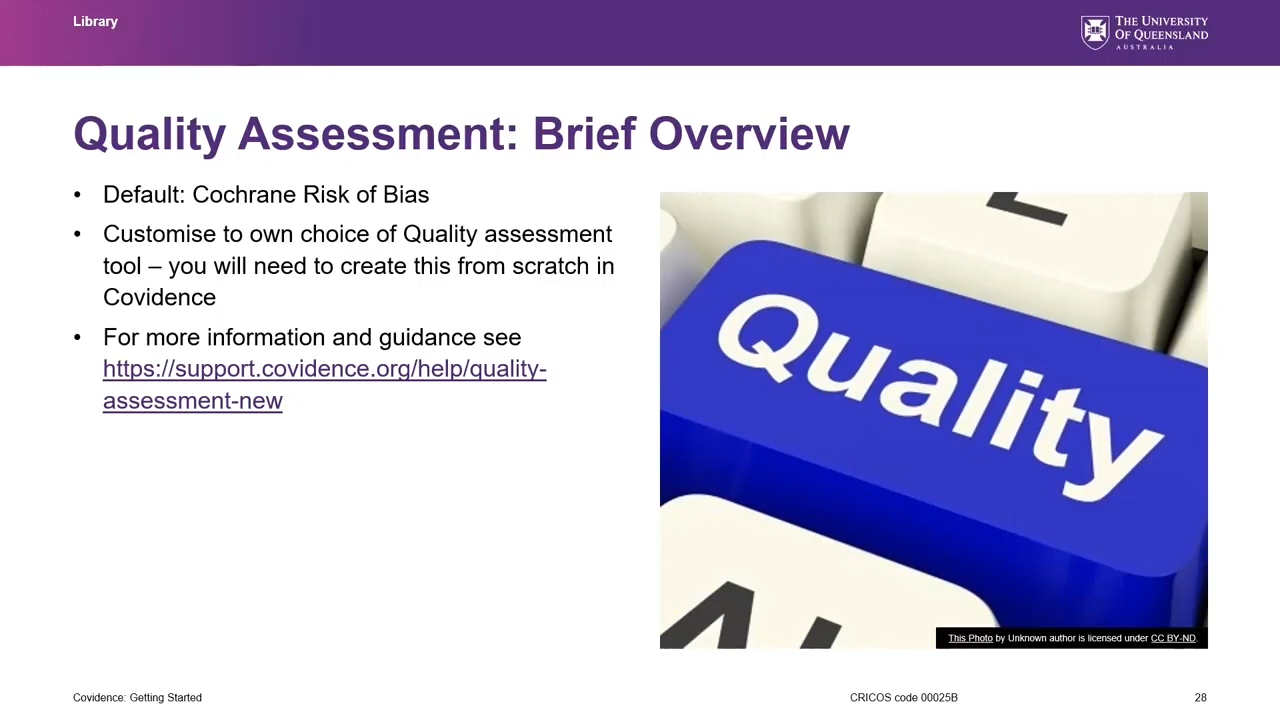 Library
THE UNIVERSITY
OF QUEENSLAND
AUSTRALIA
Quality Assessment: Brief Overview
• Default: Cochrane Risk of Bias
• Customise to own choice of Quality assessment
tool – you will need to create this from scratch in
Covidence
• For more information and guidance see
https://support.covidence.org/help/quality-
assessment-new
Quality
This Photo by Unknown author is licensed under CC BY-ND.
Covidence: Getting Started
CRICOS code 00025B
28